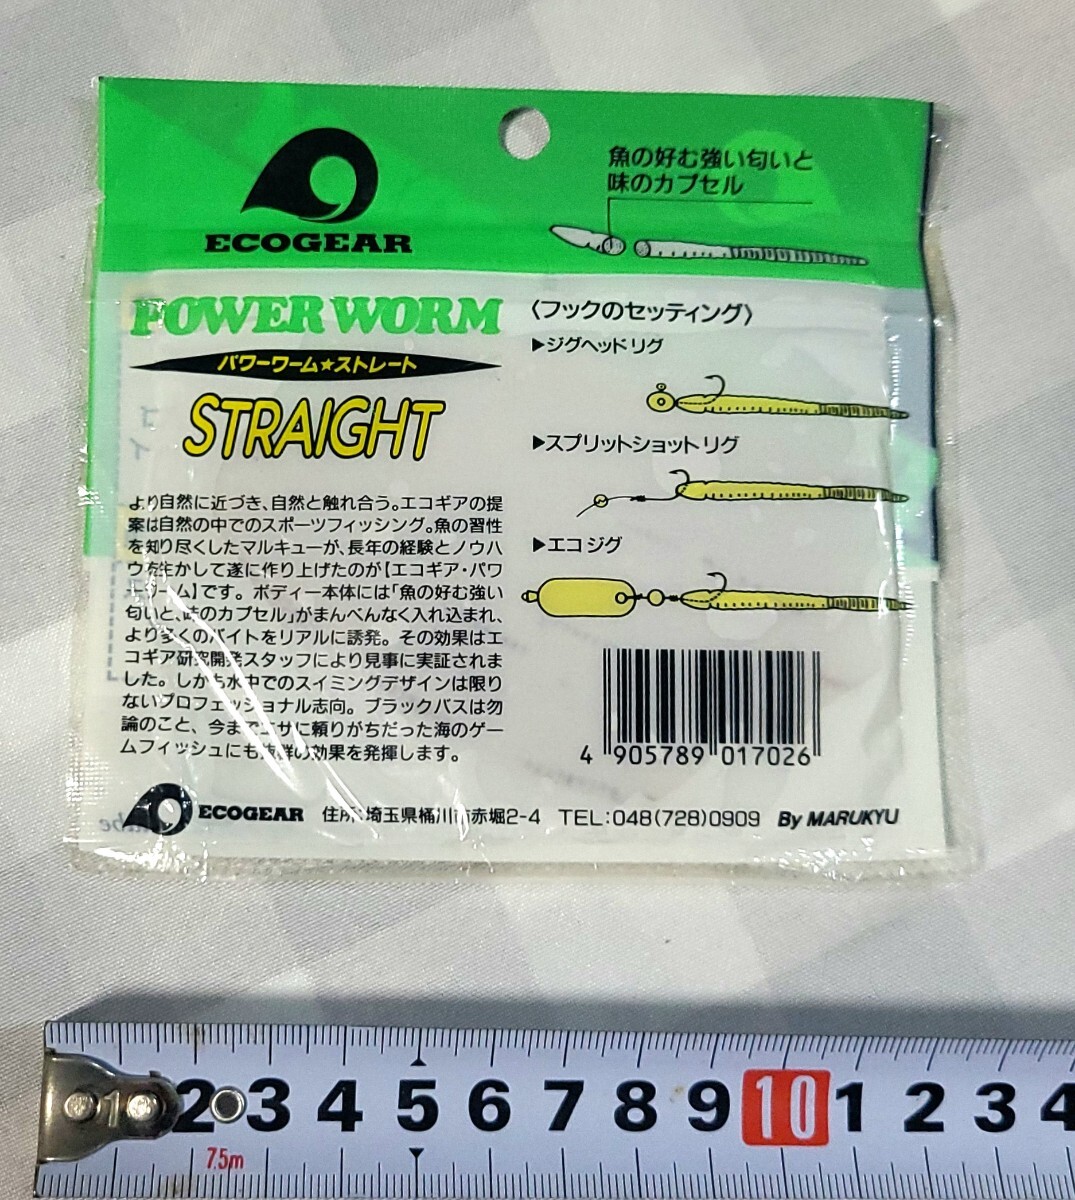 ECOGEAR
魚の好む強い匂いと
味のカプセル
POWER WORM
パワーワーム★ストレート
STRAIGHT
より自然に近づき、自然と触れ合う。エコギアの提
案は自然の中でのスポーツフィッシング。魚の習性
を知り尽くしたマルキューが、長年の経験とノウハ
ウを生かして遂に作り上げたのが【エコギア・パワ
ーワーム】です。ボディー本体には「魚の好む強い
匂いと、味のカプセル」がまんべんなく入れ込まれ、
より多くのバイトをリアルに誘発。その効果はエ
コギア研究開発スタッフにより見事に実証されま
した。しかも水中でのスイミングデザインは限り
ないプロフェッショナル志向。ブラックバスは勿
論のこと、今までエサに頼りがちだった海のゲー
ムフィッシュにも抜群の効果を発揮します。
〈フックのセッティング〉
▶ジグヘッドリグ
▶スプリットショットリグ
▶エコジグ
4 905789 017026
ECOGEAR 住所:埼玉県桶川市赤堀2-4 TEL:048(728)0909 By MARUKYU
1 2 3 4 5 6 7 8 9 10 1 2 3 4
7.5m